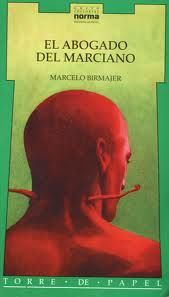 norma
EL ABOGADO
DEL MARCIANO
MARCELO BIRMAJER
TORRE DE PAPEL